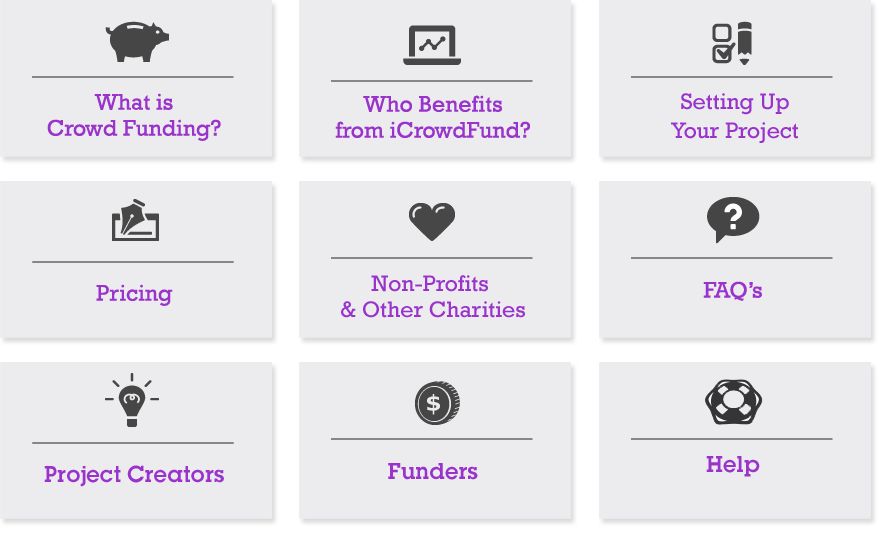 What is
Crowd Funding?
Who Benefits
from iCrowdFund?
Setting Up
Your Project
Pricing
Non-Profits
& Other Charities
FAQ's
Project Creators
Funders
Help